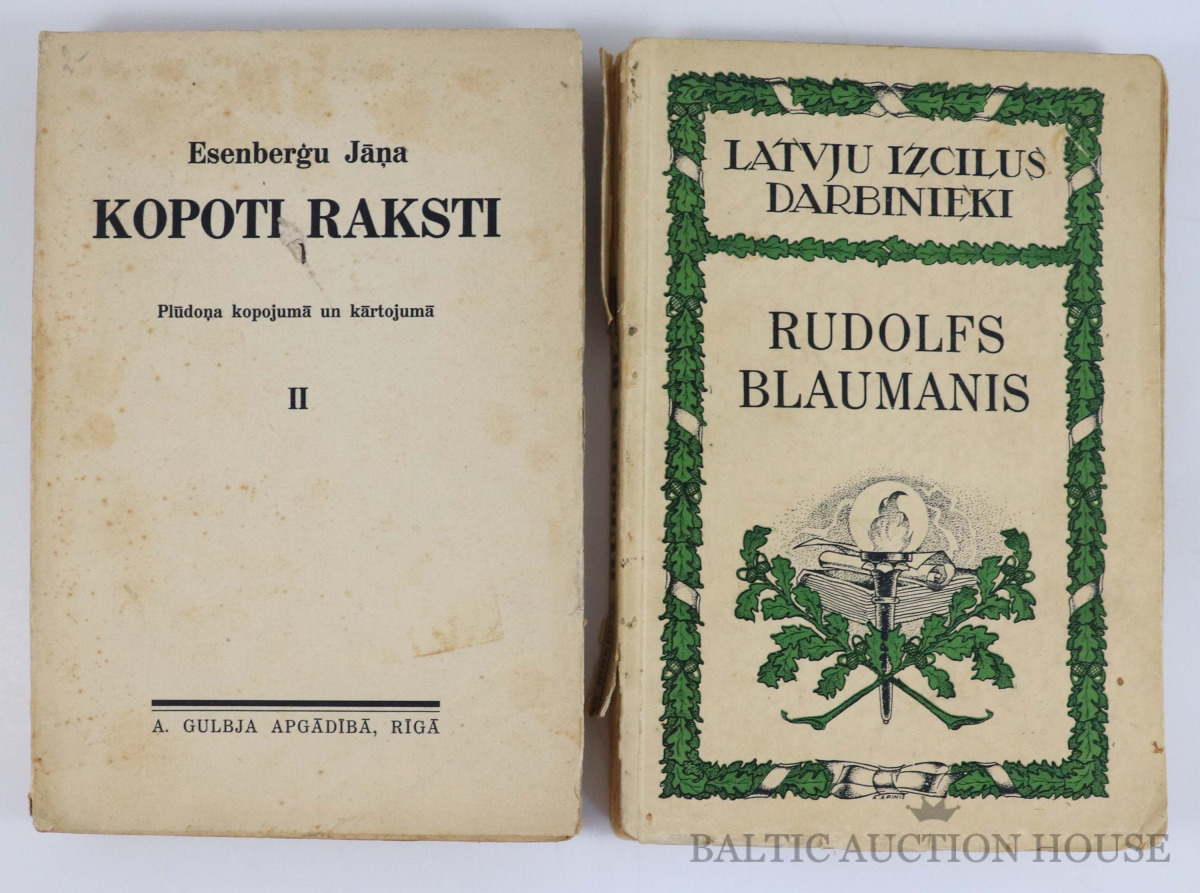 Esenberģu Jāņa
KOPOTI RAKSTI
Plūdoņa kopojumā un kārtojumā
II
A. GULBJA APGĀDĪBĀ, RĪGĀ
LATVJU IZCILUS
DARBINIEKI
RUDOLFS
BLAUMANIS
BALTIC AUCTION HOUSE